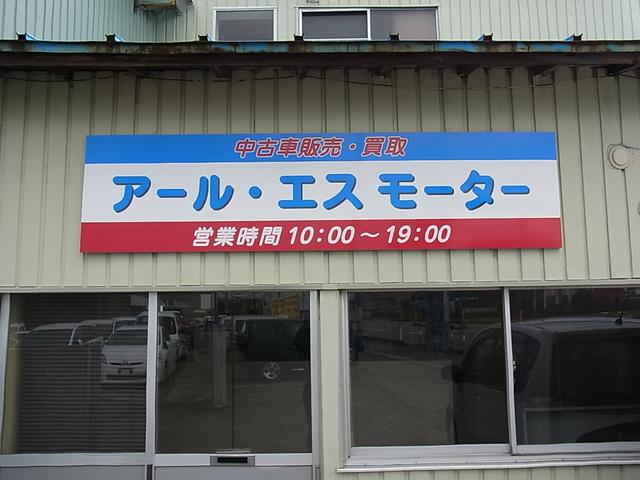 中古車販売・買取
アール・エス モーター
営業時間 10:00～19:00